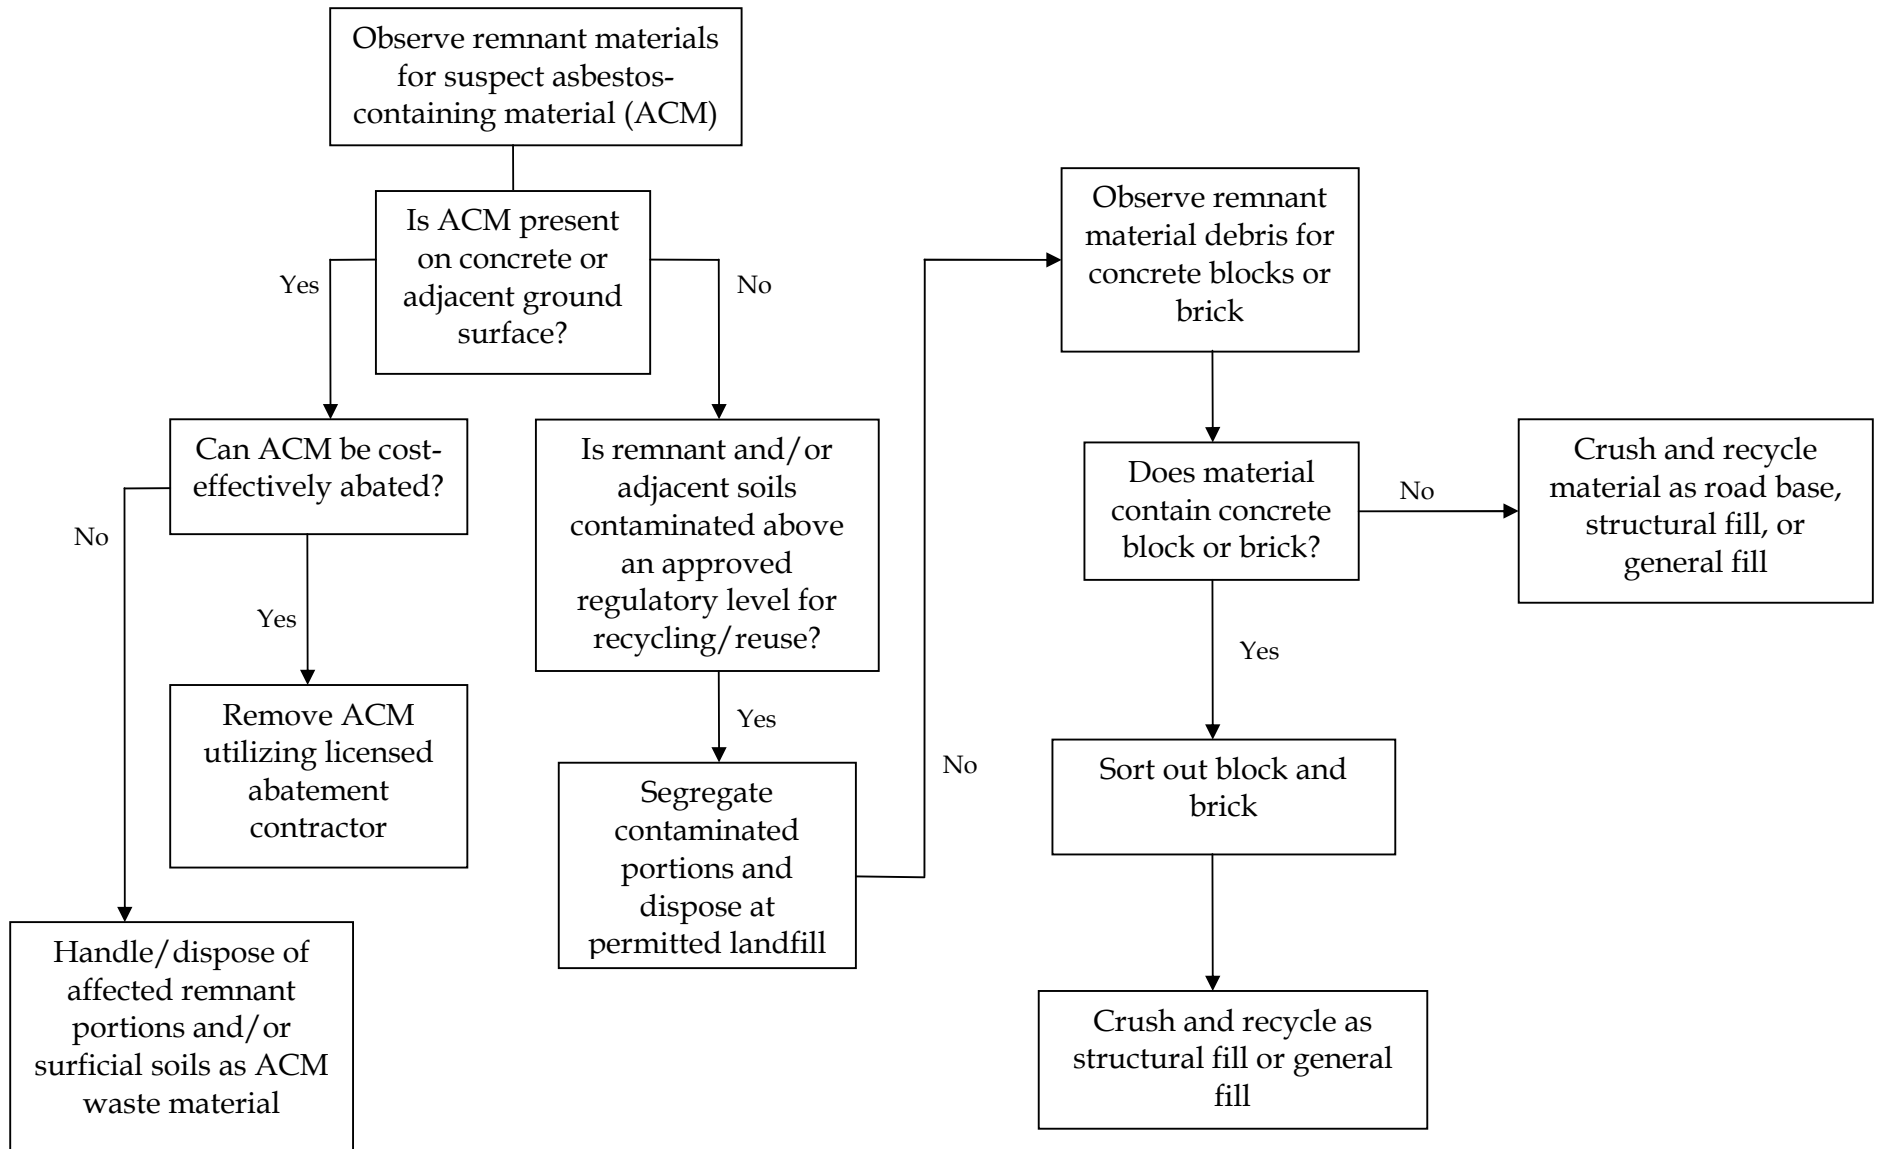 Observe remnant materials
for suspect asbestos-
containing material (ACM)
Is ACM present
on concrete or
adjacent ground
surface?
Yes
No
Can ACM be cost-
effectively abated?
No
Yes
Remove ACM
utilizing licensed
abatement
contractor
Handle/dispose of
affected remnant
portions and/or
surficial soils as ACM
waste material
Is remnant and/or
adjacent soils
contaminated above
an approved
regulatory level for
recycling/reuse?
Yes
Segregate
contaminated
portions and
dispose at
permitted landfill
No
Observe remnant
material debris for
concrete blocks or
brick
Does material
contain concrete
block or brick?
No
Crush and recycle
material as road base,
structural fill, or
general fill
Yes
Sort out block and
brick
Crush and recycle as
structural fill or general
fill